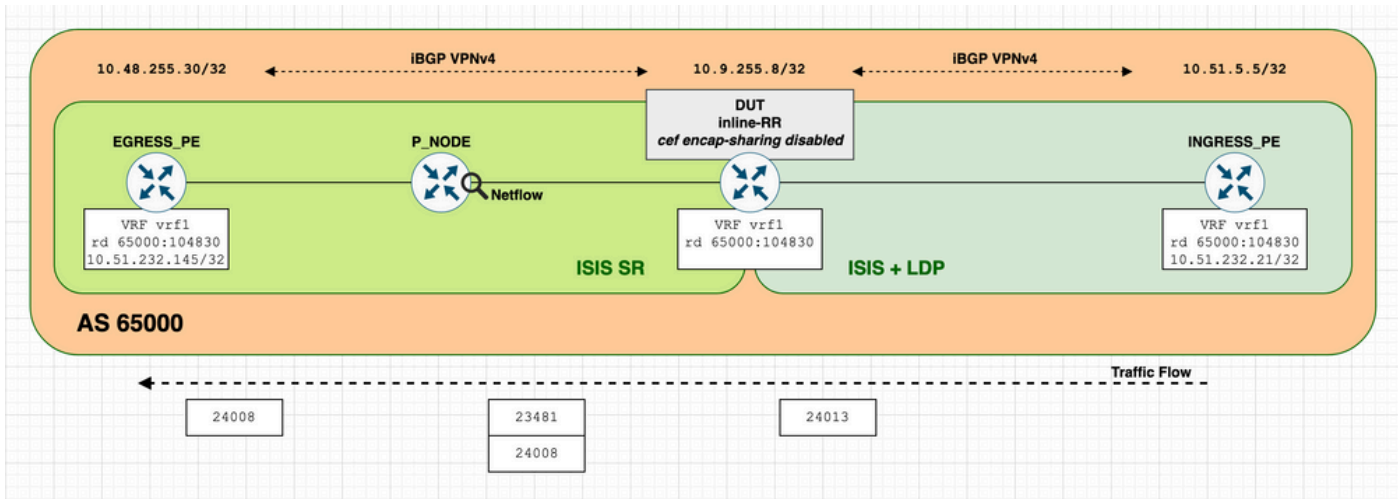 10.48.255.30/32
iBGP VPNv4
10.9.255.8/32
iBGP VPNv4
10.51.5.5/32
DUT
inline-RR
cef encap-sharing disabled
EGRESS_PE
P_NODE
INGRESS_PE
Netflow
VRF vrf1
rd 65000:104830
10.51.232.145/32
VRF vrf1
rd 65000:104830
VRF vrf1
rd 65000:104830
10.51.232.21/32
ISIS SR
ISIS + LDP
AS 65000
Traffic Flow
24008
23481
24008
24013